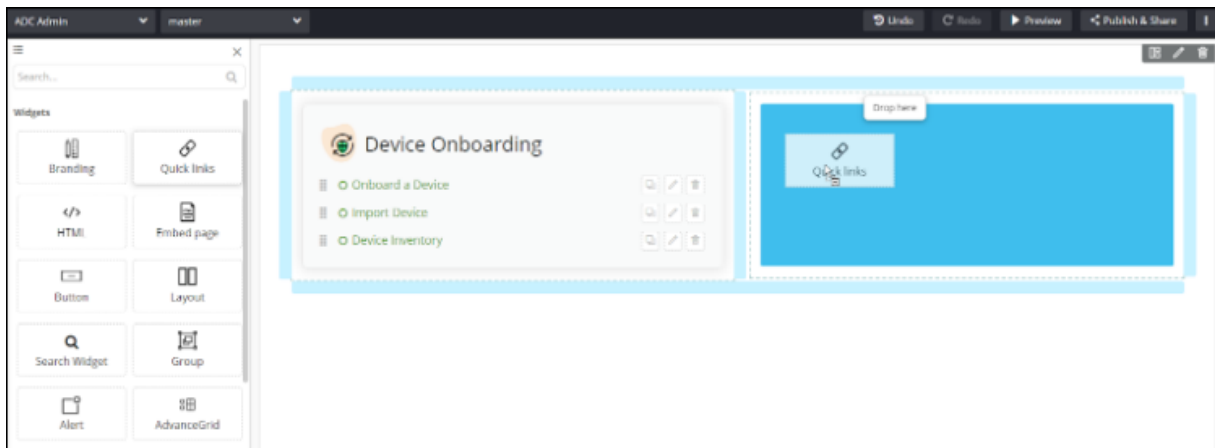 ADC Admin master Undo Redo Preview Publish & Share
Search...
Widgets
Branding Quick links
HTML Embed page
Button Layout
Search Widget Group
Alert AdvanceGrid
Device Onboarding
Onboard a Device
Import Device
Device Inventory
Drop here
Quick links